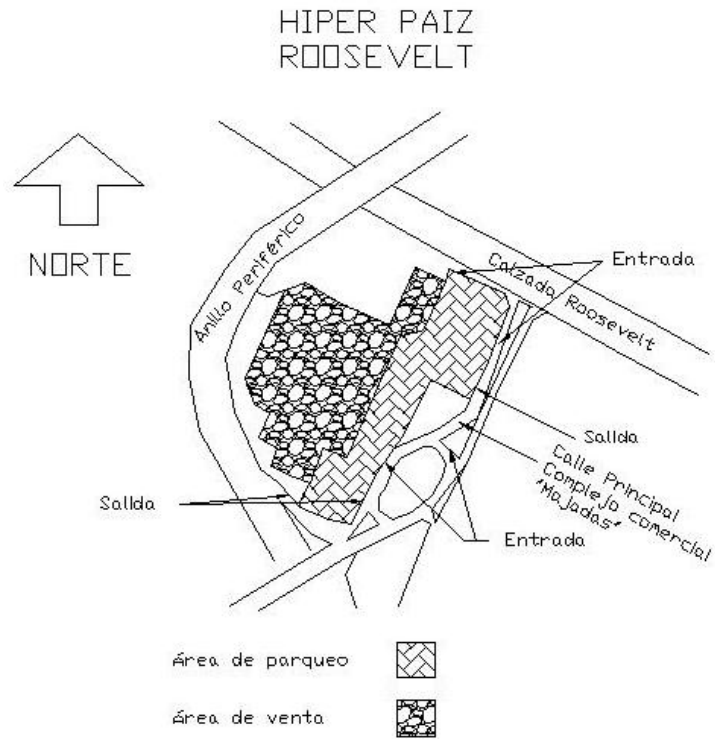 HIPER PAIZ
ROOSEVELT
NORTE
Anillo Periférico
Calzada Roosevelt
Entrada
Salida
Calle Principal
Complejo comercial
"Majadas"
Salida
Entrada
Área de parqueo
Área de venta